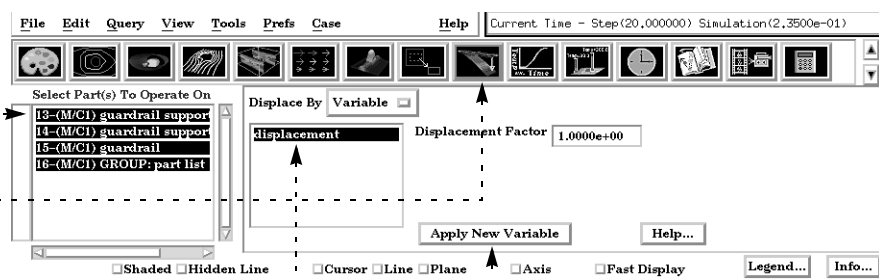 File Edit Query View Tools Prefs Case Help
Current Time - Step(20.000000) Simulation(2.3500e-01)
Select Part(s) To Operate On
13-(M/C1) guardrail support
14-(M/C1) guardrail support
15-(M/C1) guardrail
16-(M/C1) GROUP: part list
Displace By Variable
displacement
Displacement Factor 1.0000e+00
Apply New Variable Help...
Shaded Hidden Line Cursor Line Plane Axis Fast Display Legend... Info...